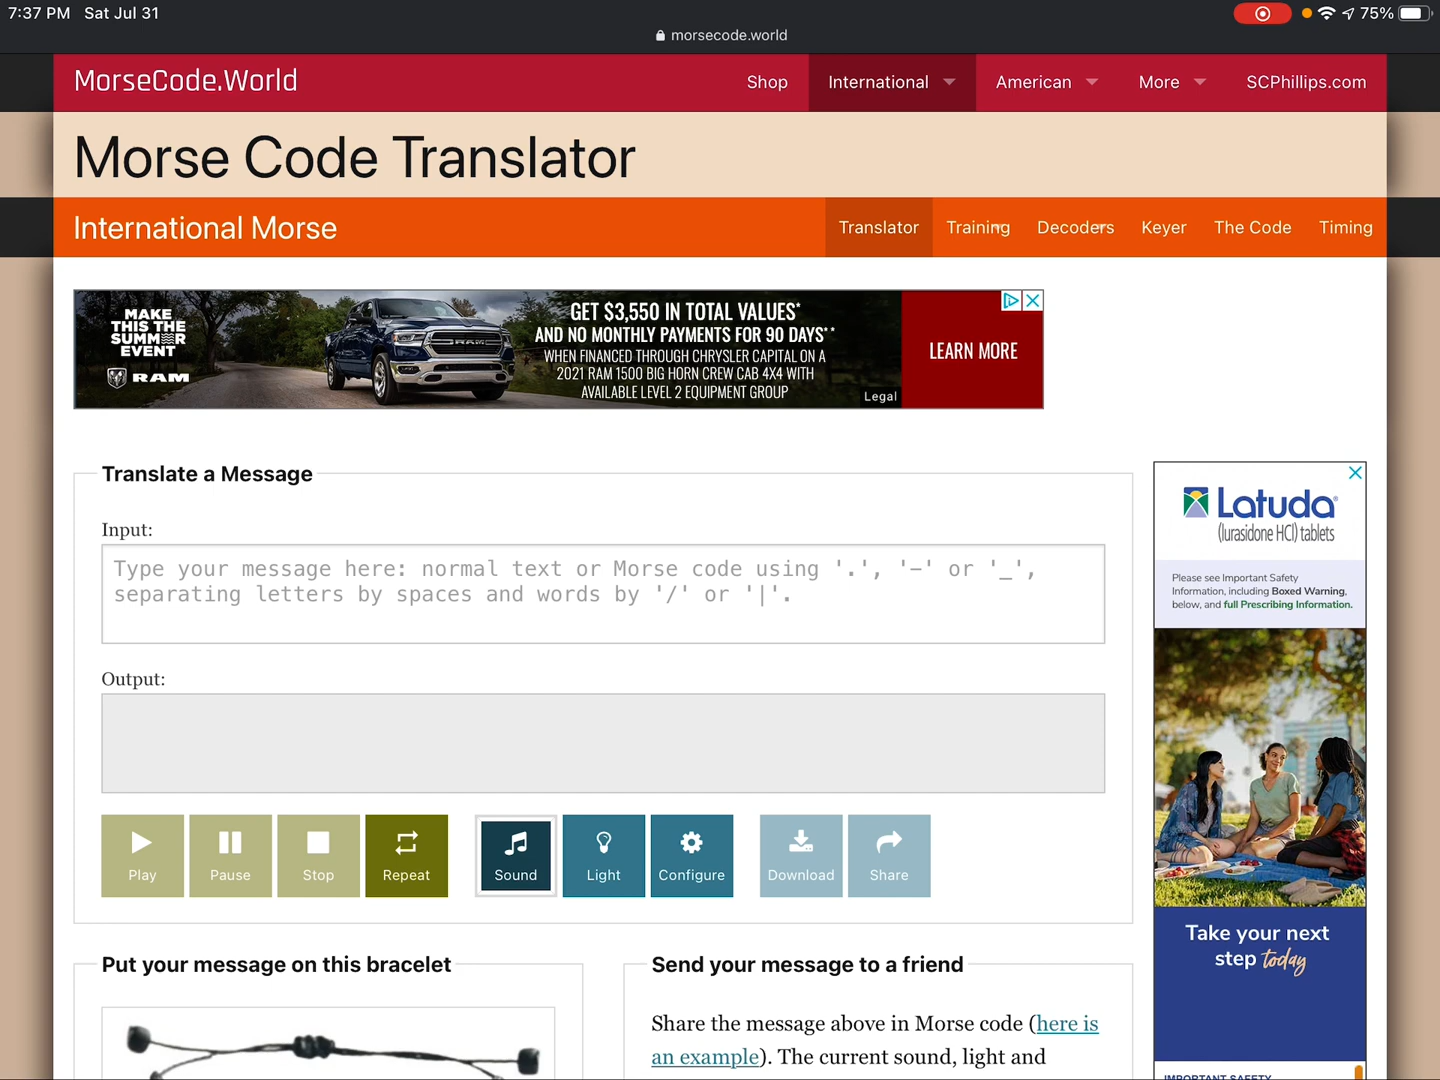 7:37 PM Sat Jul 31
75%
morsecode.world
MorseCode.World
Shop
International
American
More
SCPhillips.com
Morse Code Translator
International Morse
Translator
Training
Decoders
Keyer
The Code
Timing
MAKE
THIS THE
SUMMER
EVENT
RAM
GET $3,550 IN TOTAL VALUES*
AND NO MONTHLY PAYMENTS FOR 90 DAYS**
WHEN FINANCED THROUGH CHRYSLER CAPITAL ON A
2021 RAM 1500 BIG HORN CREW CAB 4X4 WITH
AVAILABLE LEVEL 2 EQUIPMENT GROUP
Legal
LEARN MORE
Translate a Message
Input:
Type your message here: normal text or Morse code using '.', '-' or '_',
separating letters by spaces and words by '/' or '|'.
Output:
Play
Pause
Stop
Repeat
Sound
Light
Configure
Download
Share
Put your message on this bracelet
Send your message to a friend
Share the message above in Morse code (here is
an example). The current sound, light and
Latuda®
(lurasidone HCl) tablets
Please see Important Safety
Information, including Boxed Warning,
below, and full Prescribing Information.
Take your next
step today
IMPORTANT SAFETY